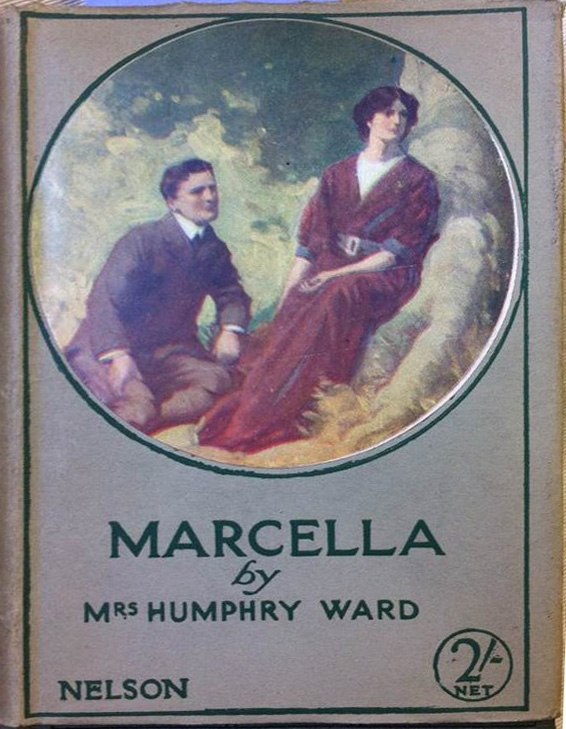 MARCELLA
by
MRS HUMPHRY WARD
NELSON
2/-
NET